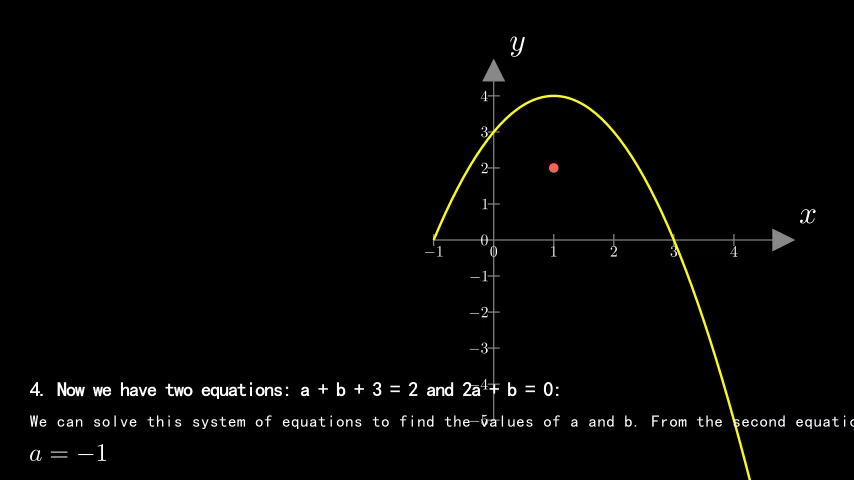 y
4
3
2
1
0
x
−1 0 1 2 3 4
−1
−2
−3
−4
4. Now we have two equations: a + b + 3 = 2 and 2a + b = 0:
−5
We can solve this system of equations to find the values of a and b. From the second equatio
a = −1